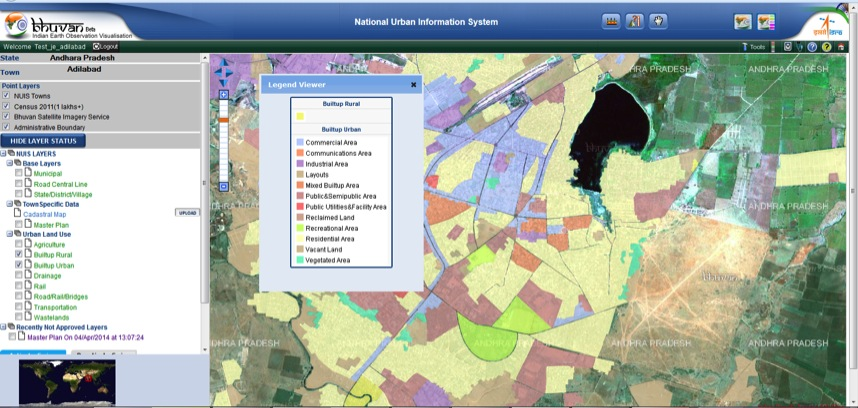 bhuvan Beta
Indian Earth Observation Visualisation
National Urban Information System
Welcome Test_je_adilabad Logout
Tools
State Andhra Pradesh
Town Adilabad
Point Layers
NUIS Towns
Census 2011(1 lakhs+)
Bhuvan Satellite Imagery Service
Administrative Boundary
HIDE LAYER STATUS
NUIS LAYERS
Base Layers
Municipal
Road Central Line
State/District/Village
TownSpecific Data
Cadastral Map UPLOAD
Master Plan
Urban Land Use
Agriculture
Builtup Rural
Builtup Urban
Drainage
Rail
Road/Rail/Bridges
Transportation
Wastelands
Recently Not Approved Layers
Master Plan On 04/Apr/2014 at 13:07:24
Legend Viewer
Builtup Rural
Builtup Urban
Commercial Area
Communications Area
Industrial Area
Layouts
Mixed Builtup Area
Public&Semipublic Area
Public Utilities&Facility Area
Reclaimed Land
Recreational Area
Residential Area
Vacant Land
Vegetated Area
ANDHRA PRADESH
ANDHRA PRADESH
bhuvan
ANDHRA PRADESH
ANDHRA PRADESH
ANDHRA PRADESH
bhuvan
ANDHRA PRADESH
ANDHRA PRADESH
ANDHRA PRADESH